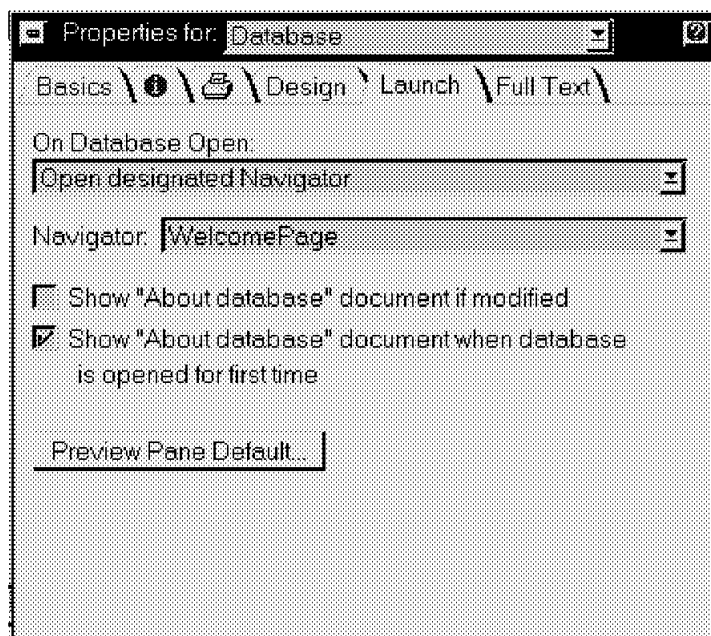 Properties for: Database
Basics Design Launch Full Text
On Database Open:
Open designated Navigator
Navigator: WelcomePage
Show "About database" document if modified
Show "About database" document when database
is opened for first time
Preview Pane Default...